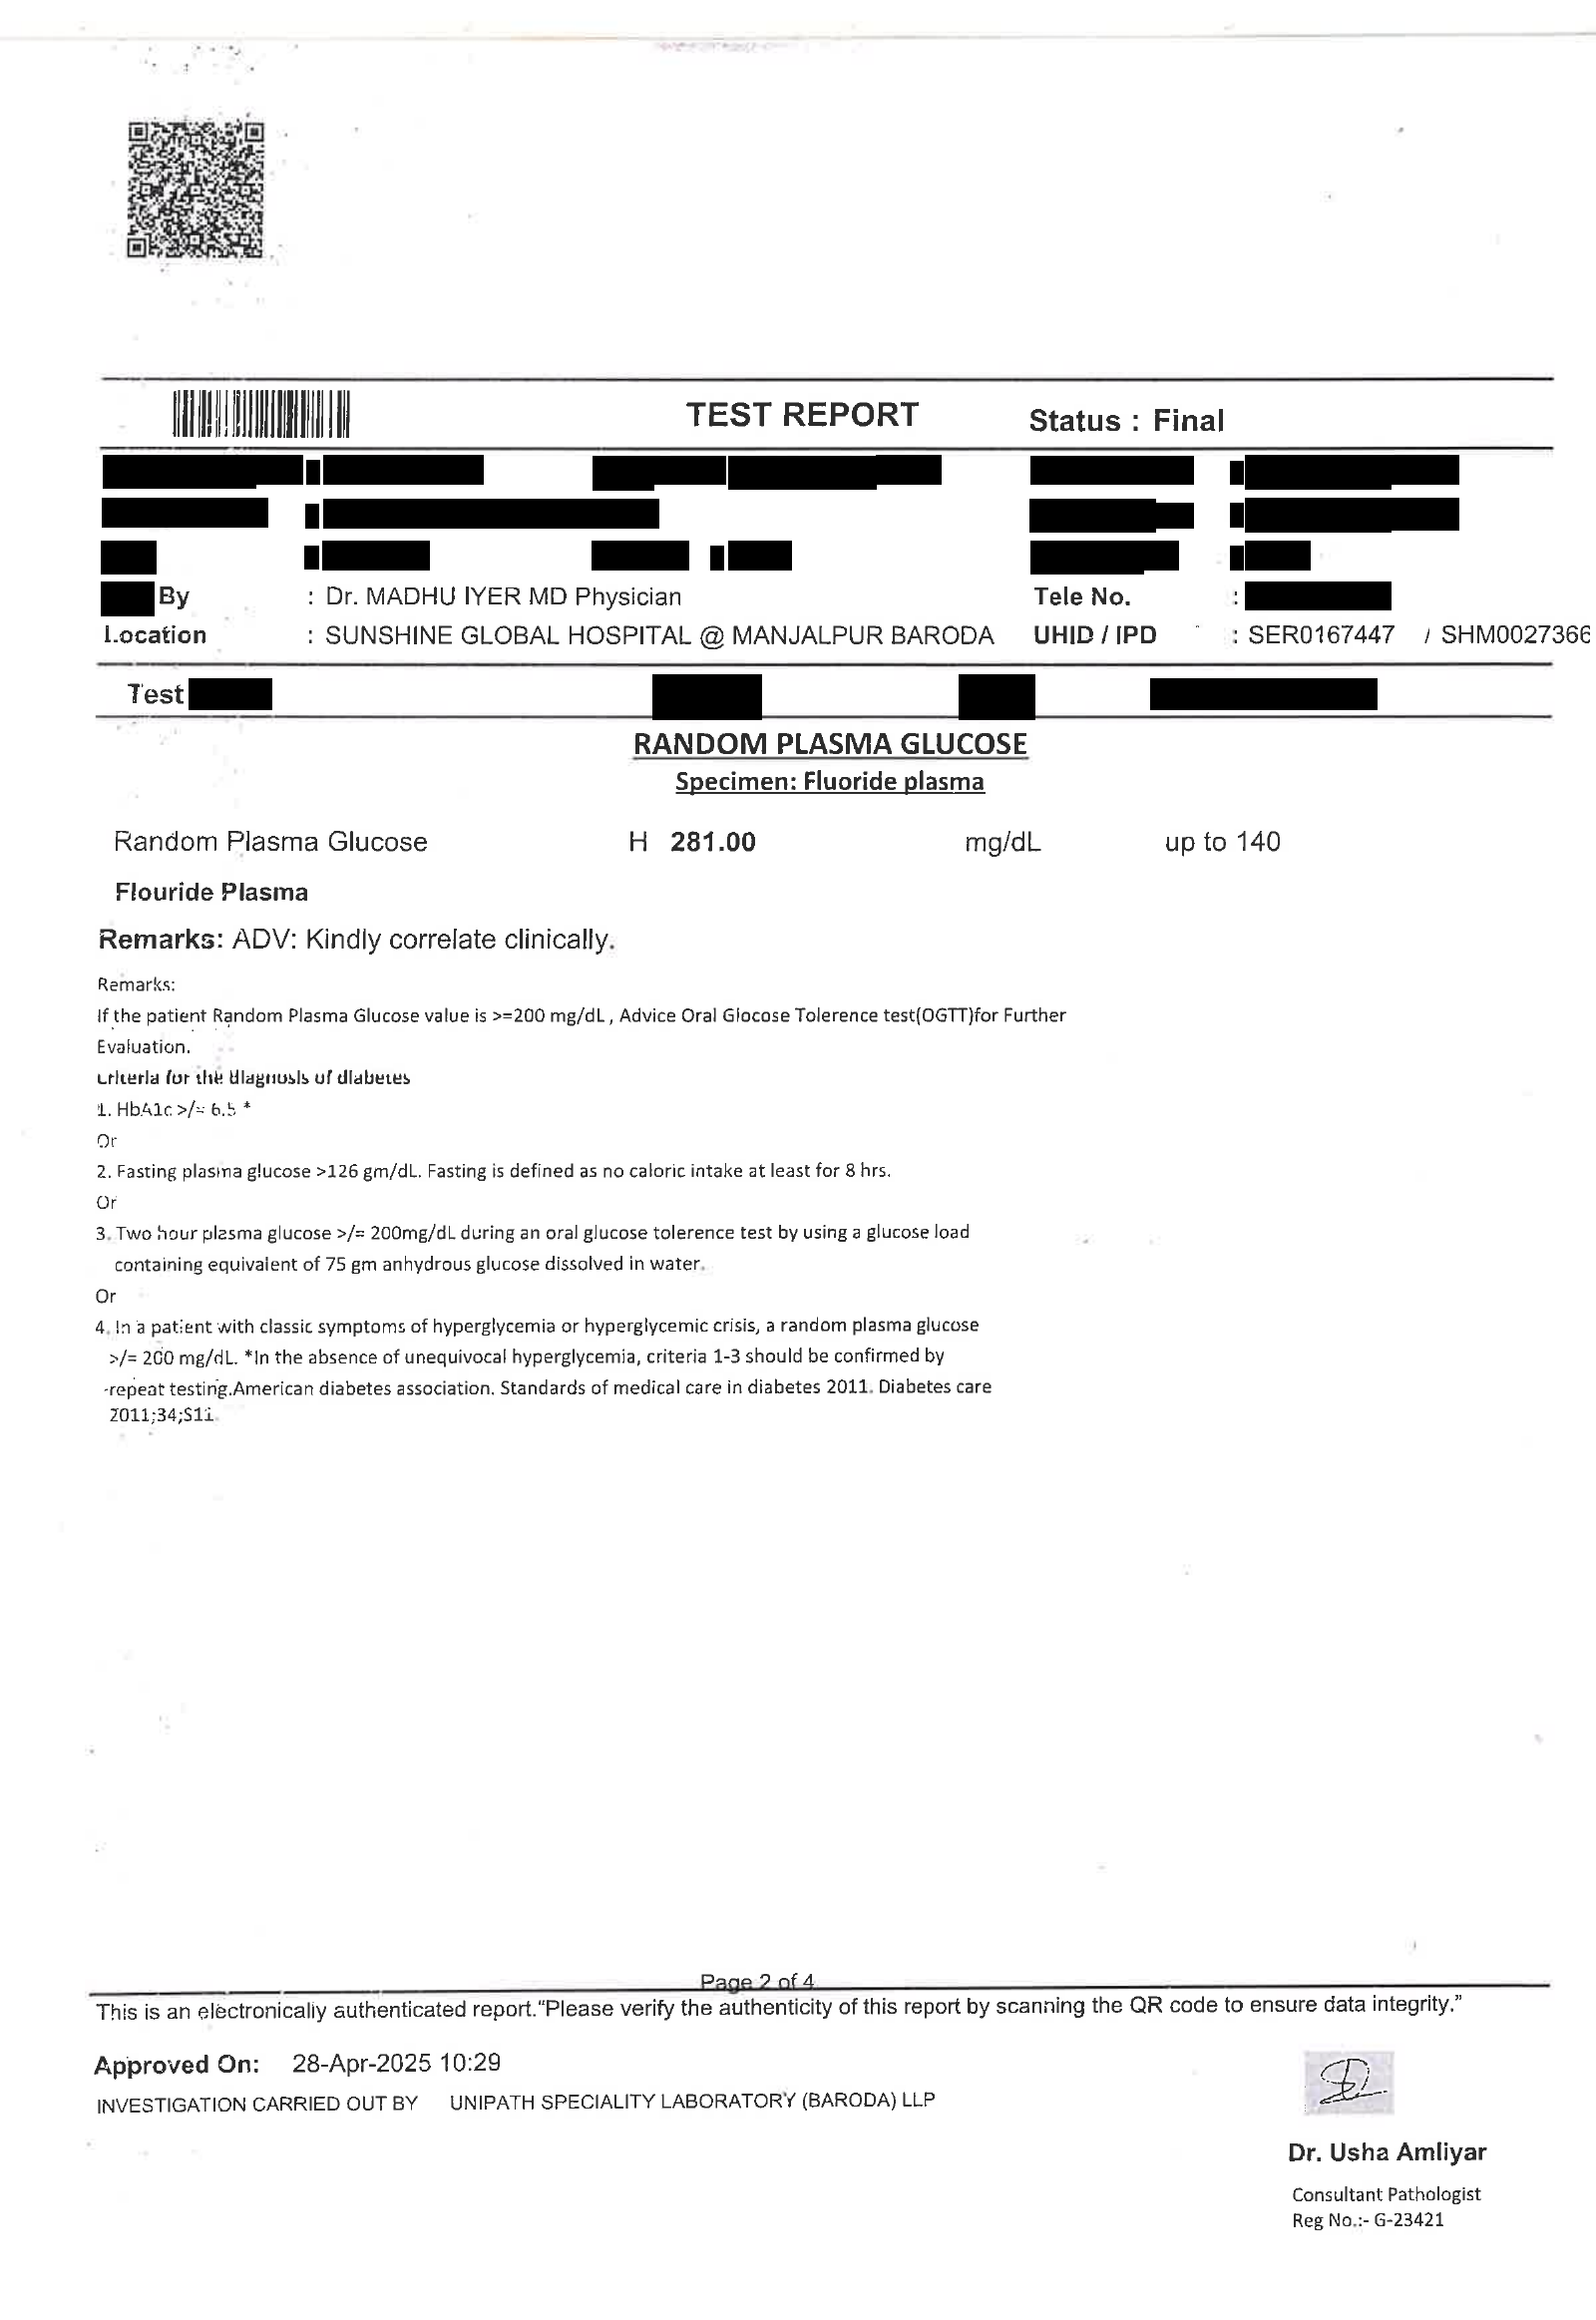 TEST REPORT Status : Final
By : Dr. MADHU IYER MD Physician Tele No. :
Location : SUNSHINE GLOBAL HOSPITAL @ MANJALPUR BARODA UHID / IPD : SER0167447 / SHM0027366
Test
RANDOM PLASMA GLUCOSE
Specimen: Fluoride plasma
Random Plasma Glucose H 281.00 mg/dL up to 140
Flouride Plasma
Remarks: ADV: Kindly correlate clinically.
Remarks:
If the patient Random Plasma Glucose value is >=200 mg/dL , Advice Oral Glocose Tolerence test(OGTT)for Further
Evaluation.
Criteria for the diagnosis of diabetes
1. HbA1c >/= 6.5 *
Or
2. Fasting plasma glucose >126 gm/dL. Fasting is defined as no caloric intake at least for 8 hrs.
Or
3. Two hour plasma glucose >/= 200mg/dL during an oral glucose tolerence test by using a glucose load
containing equivalent of 75 gm anhydrous glucose dissolved in water.
Or
4. In a patient with classic symptoms of hyperglycemia or hyperglycemic crisis, a random plasma glucose
>/= 200 mg/dL. *In the absence of unequivocal hyperglycemia, criteria 1-3 should be confirmed by
repeat testing.American diabetes association. Standards of medical care in diabetes 2011. Diabetes care
2011;34;S11.
Page 2 of 4
This is an electronically authenticated report."Please verify the authenticity of this report by scanning the QR code to ensure data integrity."
Approved On: 28-Apr-2025 10:29
INVESTIGATION CARRIED OUT BY UNIPATH SPECIALITY LABORATORY (BARODA) LLP
Dr. Usha Amliyar
Consultant Pathologist
Reg No.:- G-23421